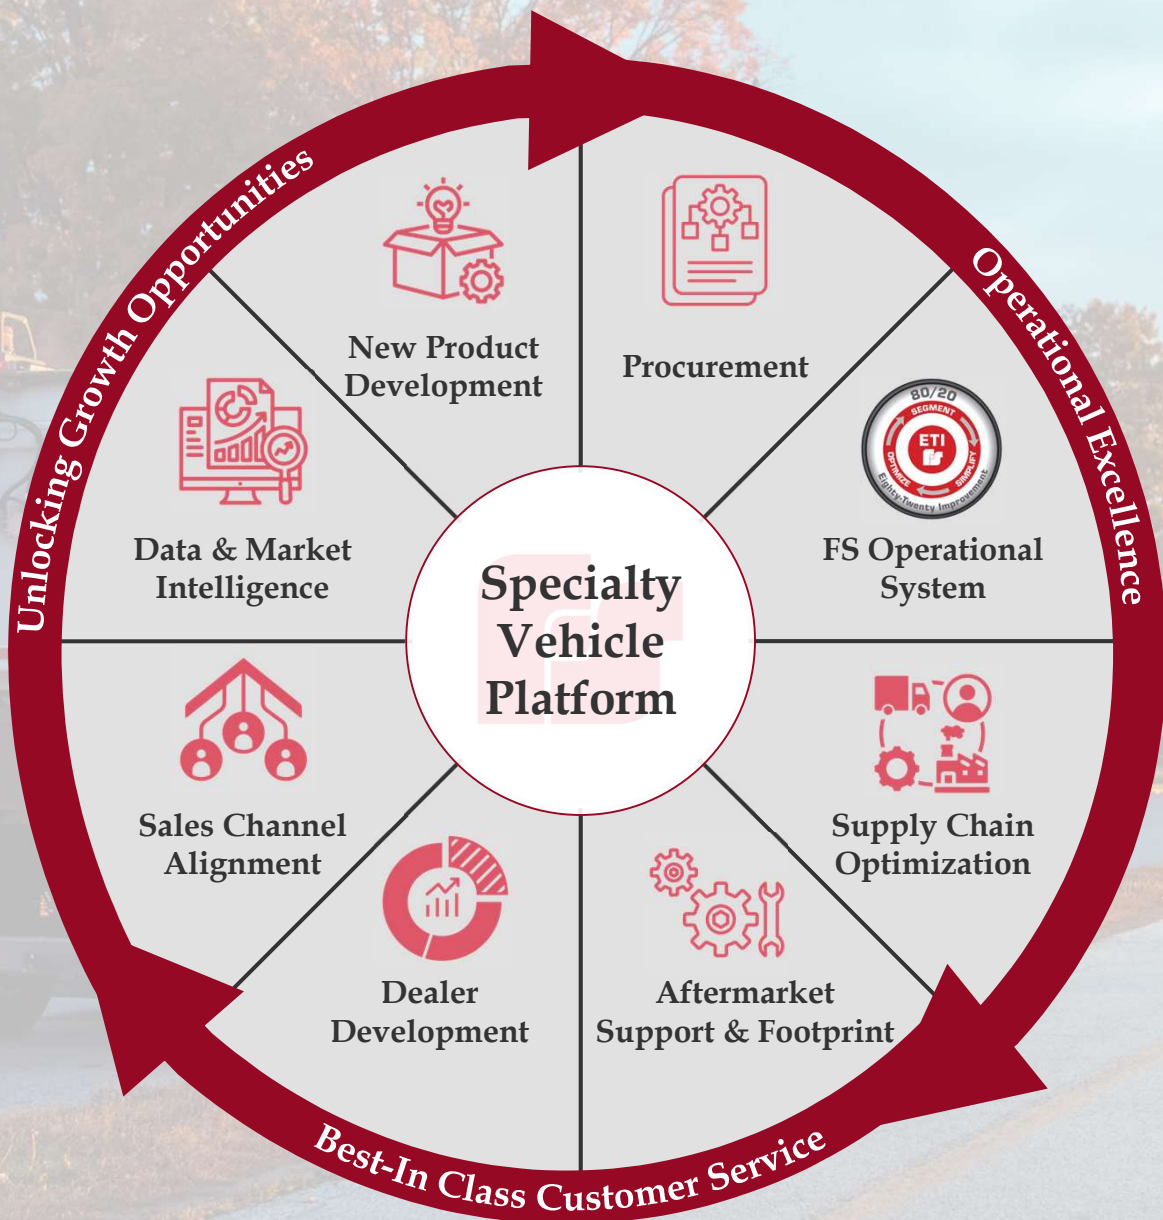 Unlocking Growth Opportunities
Operational Excellence
Best-In Class Customer Service
New Product
Development
Procurement
Data & Market
Intelligence
80/20
SEGMENT
ETI
OPTIMIZE
SIMPLIFY
Eighty-Twenty Improvement
FS Operational
System
Specialty
Vehicle
Platform
Sales Channel
Alignment
Supply Chain
Optimization
Dealer
Development
Aftermarket
Support & Footprint